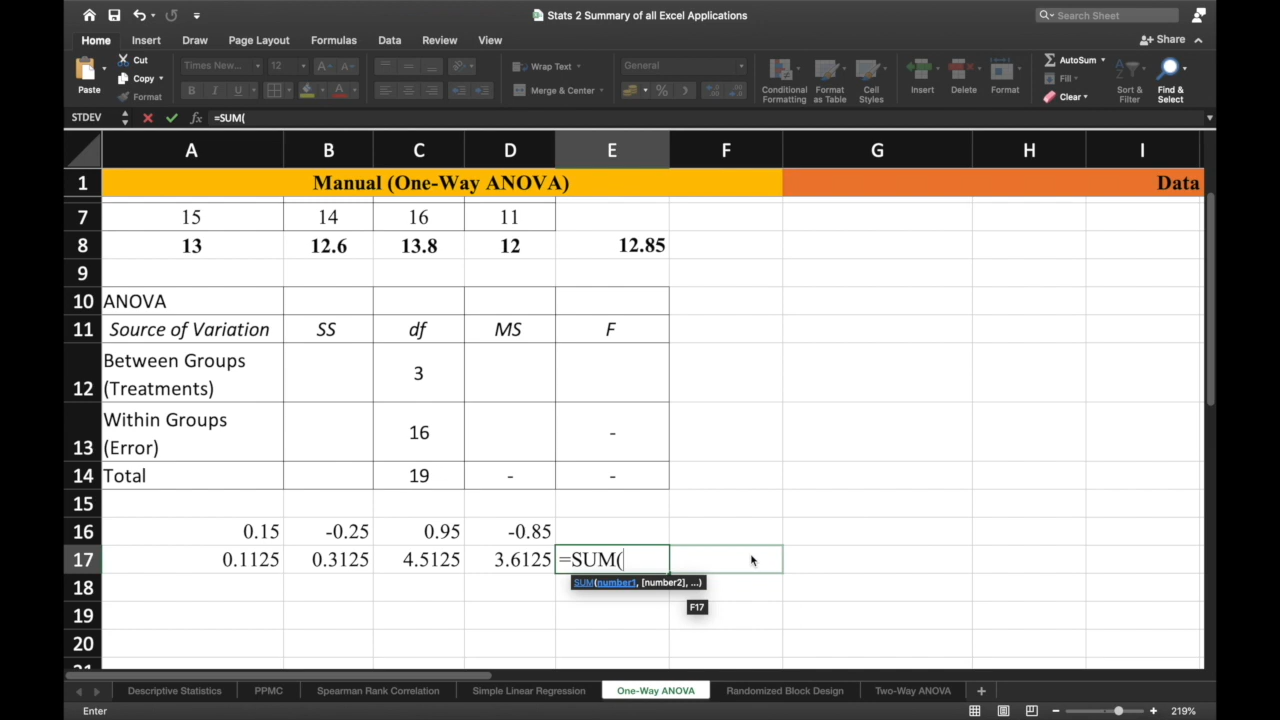 Stats 2 Summary of all Excel Applications
Search Sheet
Home Insert Draw Page Layout Formulas Data Review View
Share
Paste
Cut
Copy
Format
Times New... 12 A A
B I U A
Wrap Text
Merge & Center
General
%
Conditional Formatting
Format as Table
Cell Styles
Insert
Delete
Format
AutoSum
Fill
Clear
Sort & Filter
Find & Select
STDEV fx =SUM(
A B C D E F G H I
1 Manual (One-Way ANOVA) Data
7 15 14 16 11
8 13 12.6 13.8 12 12.85
9
10 ANOVA
11 Source of Variation SS df MS F
Between Groups
12 (Treatments) 3
Within Groups
13 (Error) 16 -
14 Total 19 - -
15
16 0.15 -0.25 0.95 -0.85
17 0.1125 0.3125 4.5125 3.6125 =SUM(
SUM(number1, [number2], ...)
18
F17
19
20
21
Descriptive Statistics PPMC Spearman Rank Correlation Simple Linear Regression One-Way ANOVA Randomized Block Design Two-Way ANOVA +
Enter
219%